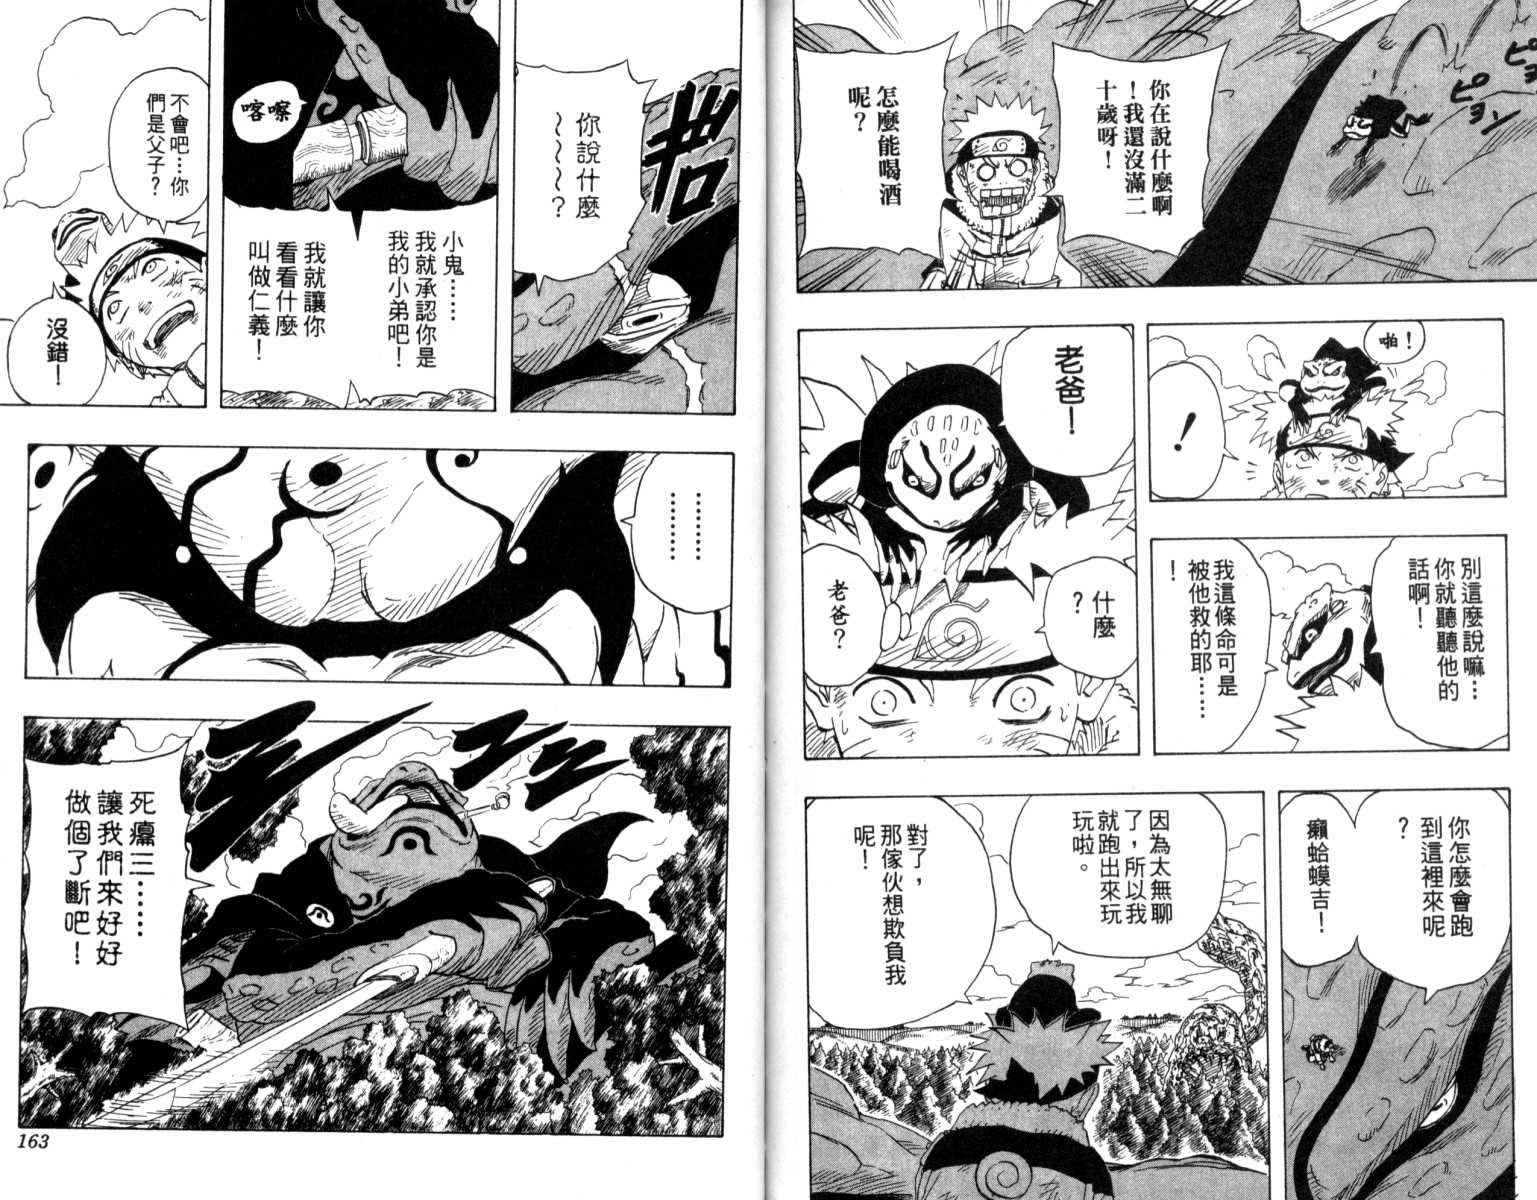 你在說什麼啊
！我還沒滿二
十歲呀！
怎麼能喝酒
呢？
ピョ
ピョン
啪！
！
老爸！
什麼
？
老爸？
別這麼說嘛…
你就聽聽他的
話啊！
我這條命可是
被他救的耶……
！
你怎麼會跑
到這裡來呢
？
癩蛤蟆吉！
因為太無聊
了，所以我
就跑出來玩
玩啦。
對了，
那傢伙想欺負我
呢！
ギロ
你說什麼
～～～～？
喀嚓
小鬼……
我就承認你是
我的小弟吧！
我就讓你
看看什麼
叫做仁義！
不會吧…你
們是父子？
沒錯！
………
………
死癟三……
讓我們來好好
做個了斷吧！
163